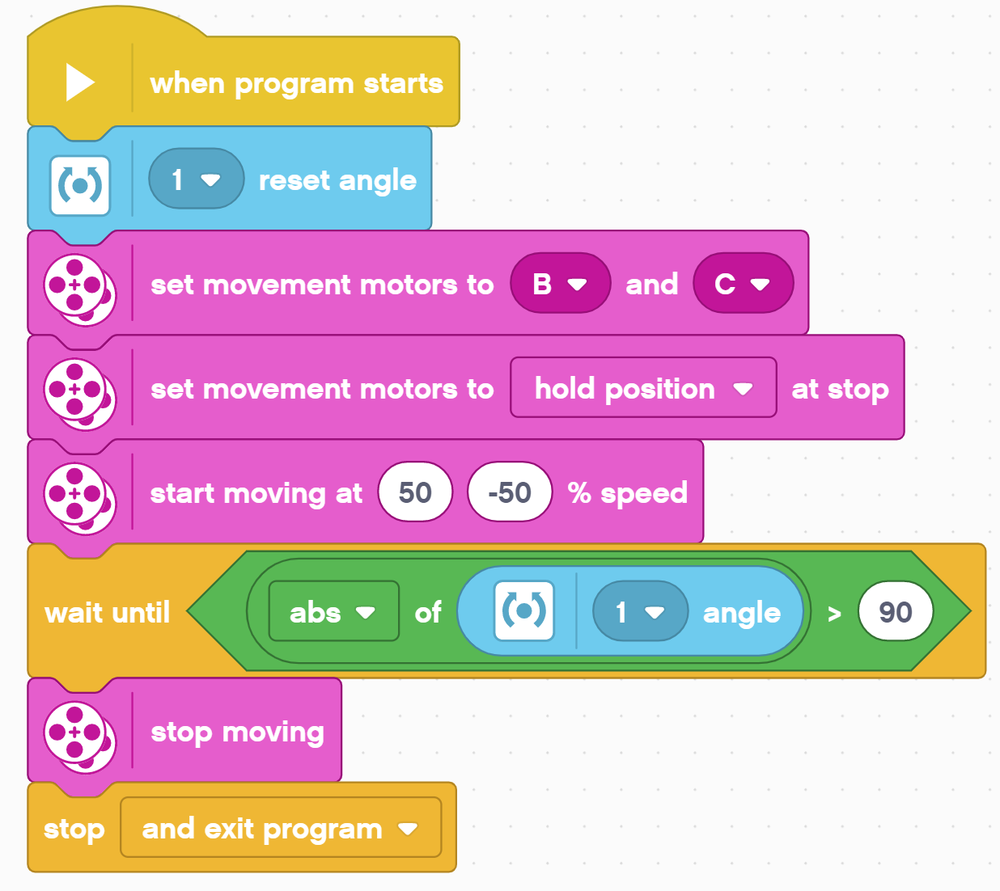 when program starts
1 reset angle
set movement motors to B and C
set movement motors to hold position at stop
start moving at 50 -50 % speed
wait until abs of 1 angle > 90
stop moving
stop and exit program